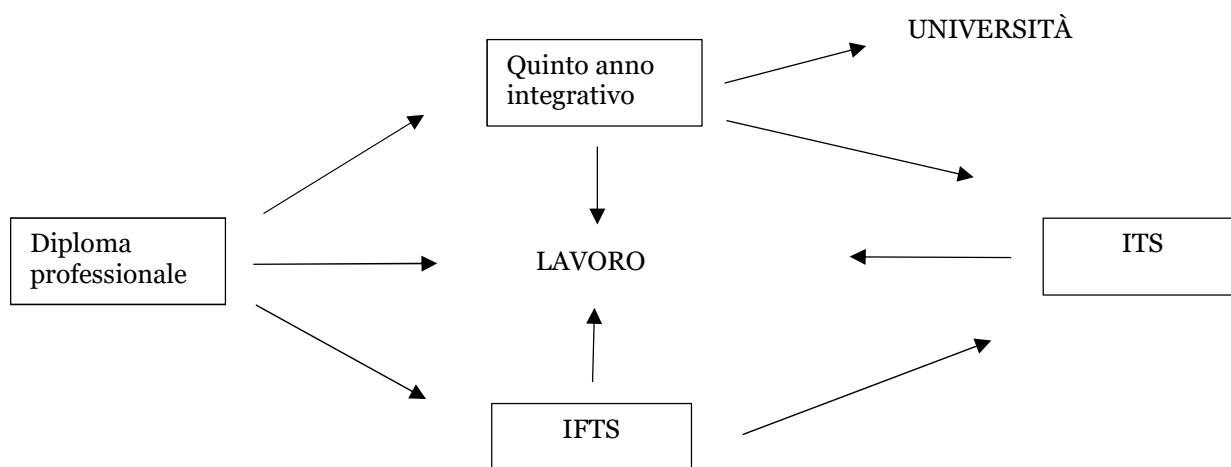 UNIVERSITÀ
Quinto anno
integrativo
Diploma
professionale
LAVORO
ITS
IFTS